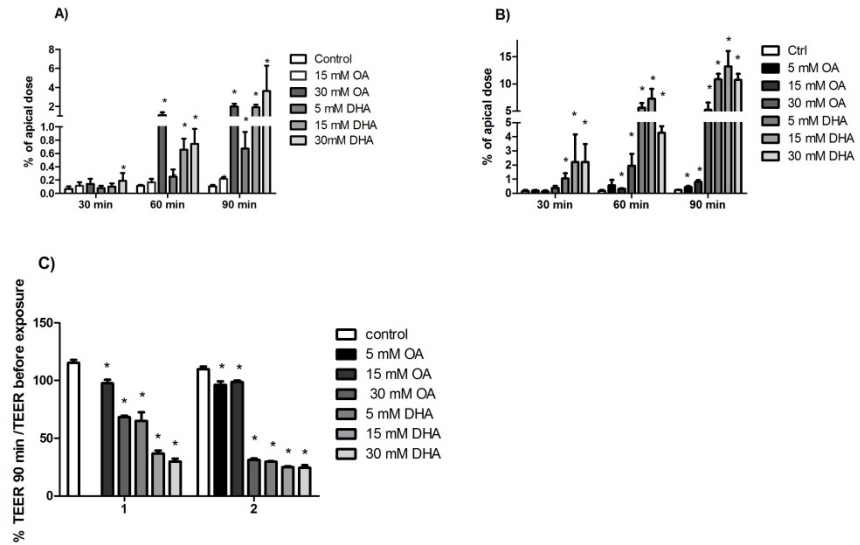 A)
% of apical dose
8
6
4
2
1.0
0.8
0.6
0.4
0.2
0.0
* * * * * * * *
30 min 60 min 90 min
Control
15 mM OA
30 mM OA
5 mM DHA
15 mM DHA
30mM DHA
B)
% of apical dose
15
10
5
5
4
3
2
1
0
* * * * * * * * * * * * * *
30 min 60 min 90 min
Ctrl
5 mM OA
15 mM OA
30 mM OA
5 mM DHA
15 mM DHA
30 mM DHA
C)
% TEER 90 min /TEER before exposure
150
100
50
0
* * * * * * * * * * *
1 2
control
5 mM OA
15 mM OA
30 mM OA
5 mM DHA
15 mM DHA
30 mM DHA